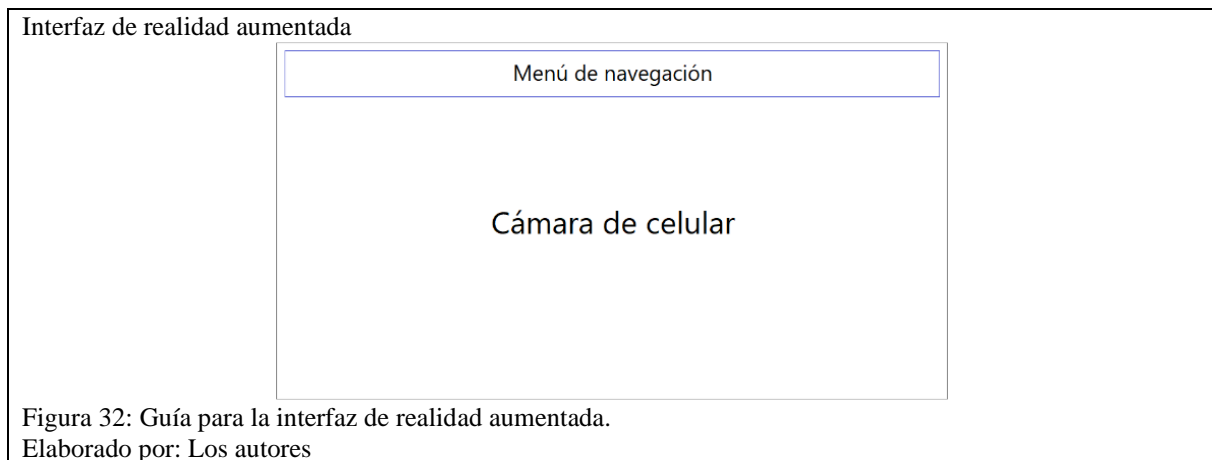 Interfaz de realidad aumentada
Menú de navegación
Cámara de celular
Figura 32: Guía para la interfaz de realidad aumentada.
Elaborado por: Los autores